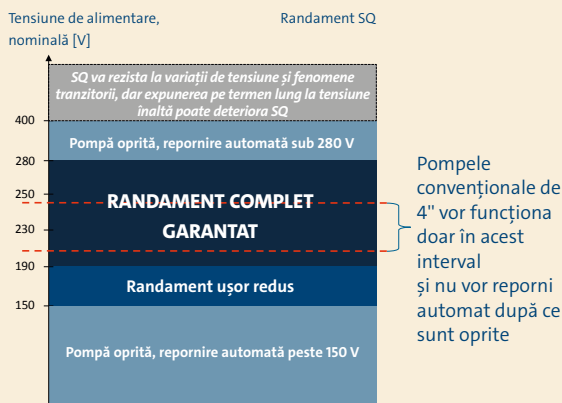 Tensiune de alimentare,
nominală [V]
Randament SQ
SQ va rezista la variații de tensiune și fenomene
tranzitorii, dar expunerea pe termen lung la tensiune
înaltă poate deteriora SQ
400
Pompă oprită, repornire automată sub 280 V
280
250
RANDAMENT COMPLET
GARANTAT
230
190
Randament ușor redus
150
Pompă oprită, repornire automată peste 150 V
Pompele
convenționale de
4" vor funcționa
doar în acest
interval
și nu vor reporni
automat după ce
sunt oprite